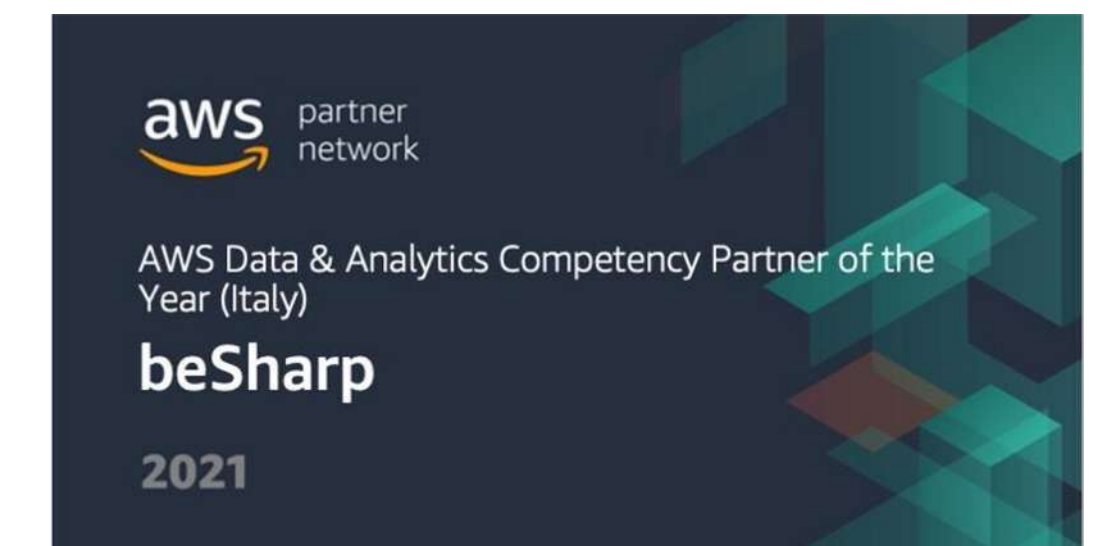 aws partner
network
AWS Data & Analytics Competency Partner of the
Year (Italy)
beSharp
2021